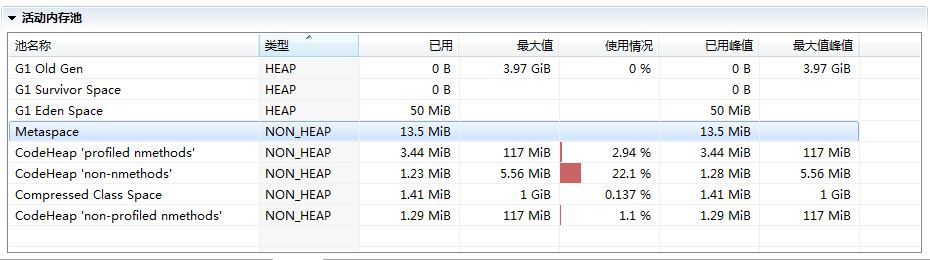 活动内存池
池名称 类型 已用 最大值 使用情况 已用峰值 最大值峰值
G1 Old Gen HEAP 0 B 3.97 GiB 0 % 0 B 3.97 GiB
G1 Survivor Space HEAP 0 B 0 B
G1 Eden Space HEAP 50 MiB 50 MiB
Metaspace NON_HEAP 13.5 MiB 13.5 MiB
CodeHeap 'profiled nmethods' NON_HEAP 3.44 MiB 117 MiB 2.94 % 3.44 MiB 117 MiB
CodeHeap 'non-nmethods' NON_HEAP 1.23 MiB 5.56 MiB 22.1 % 1.28 MiB 5.56 MiB
Compressed Class Space NON_HEAP 1.41 MiB 1 GiB 0.137 % 1.41 MiB 1 GiB
CodeHeap 'non-profiled nmethods' NON_HEAP 1.29 MiB 117 MiB 1.1 % 1.29 MiB 117 MiB